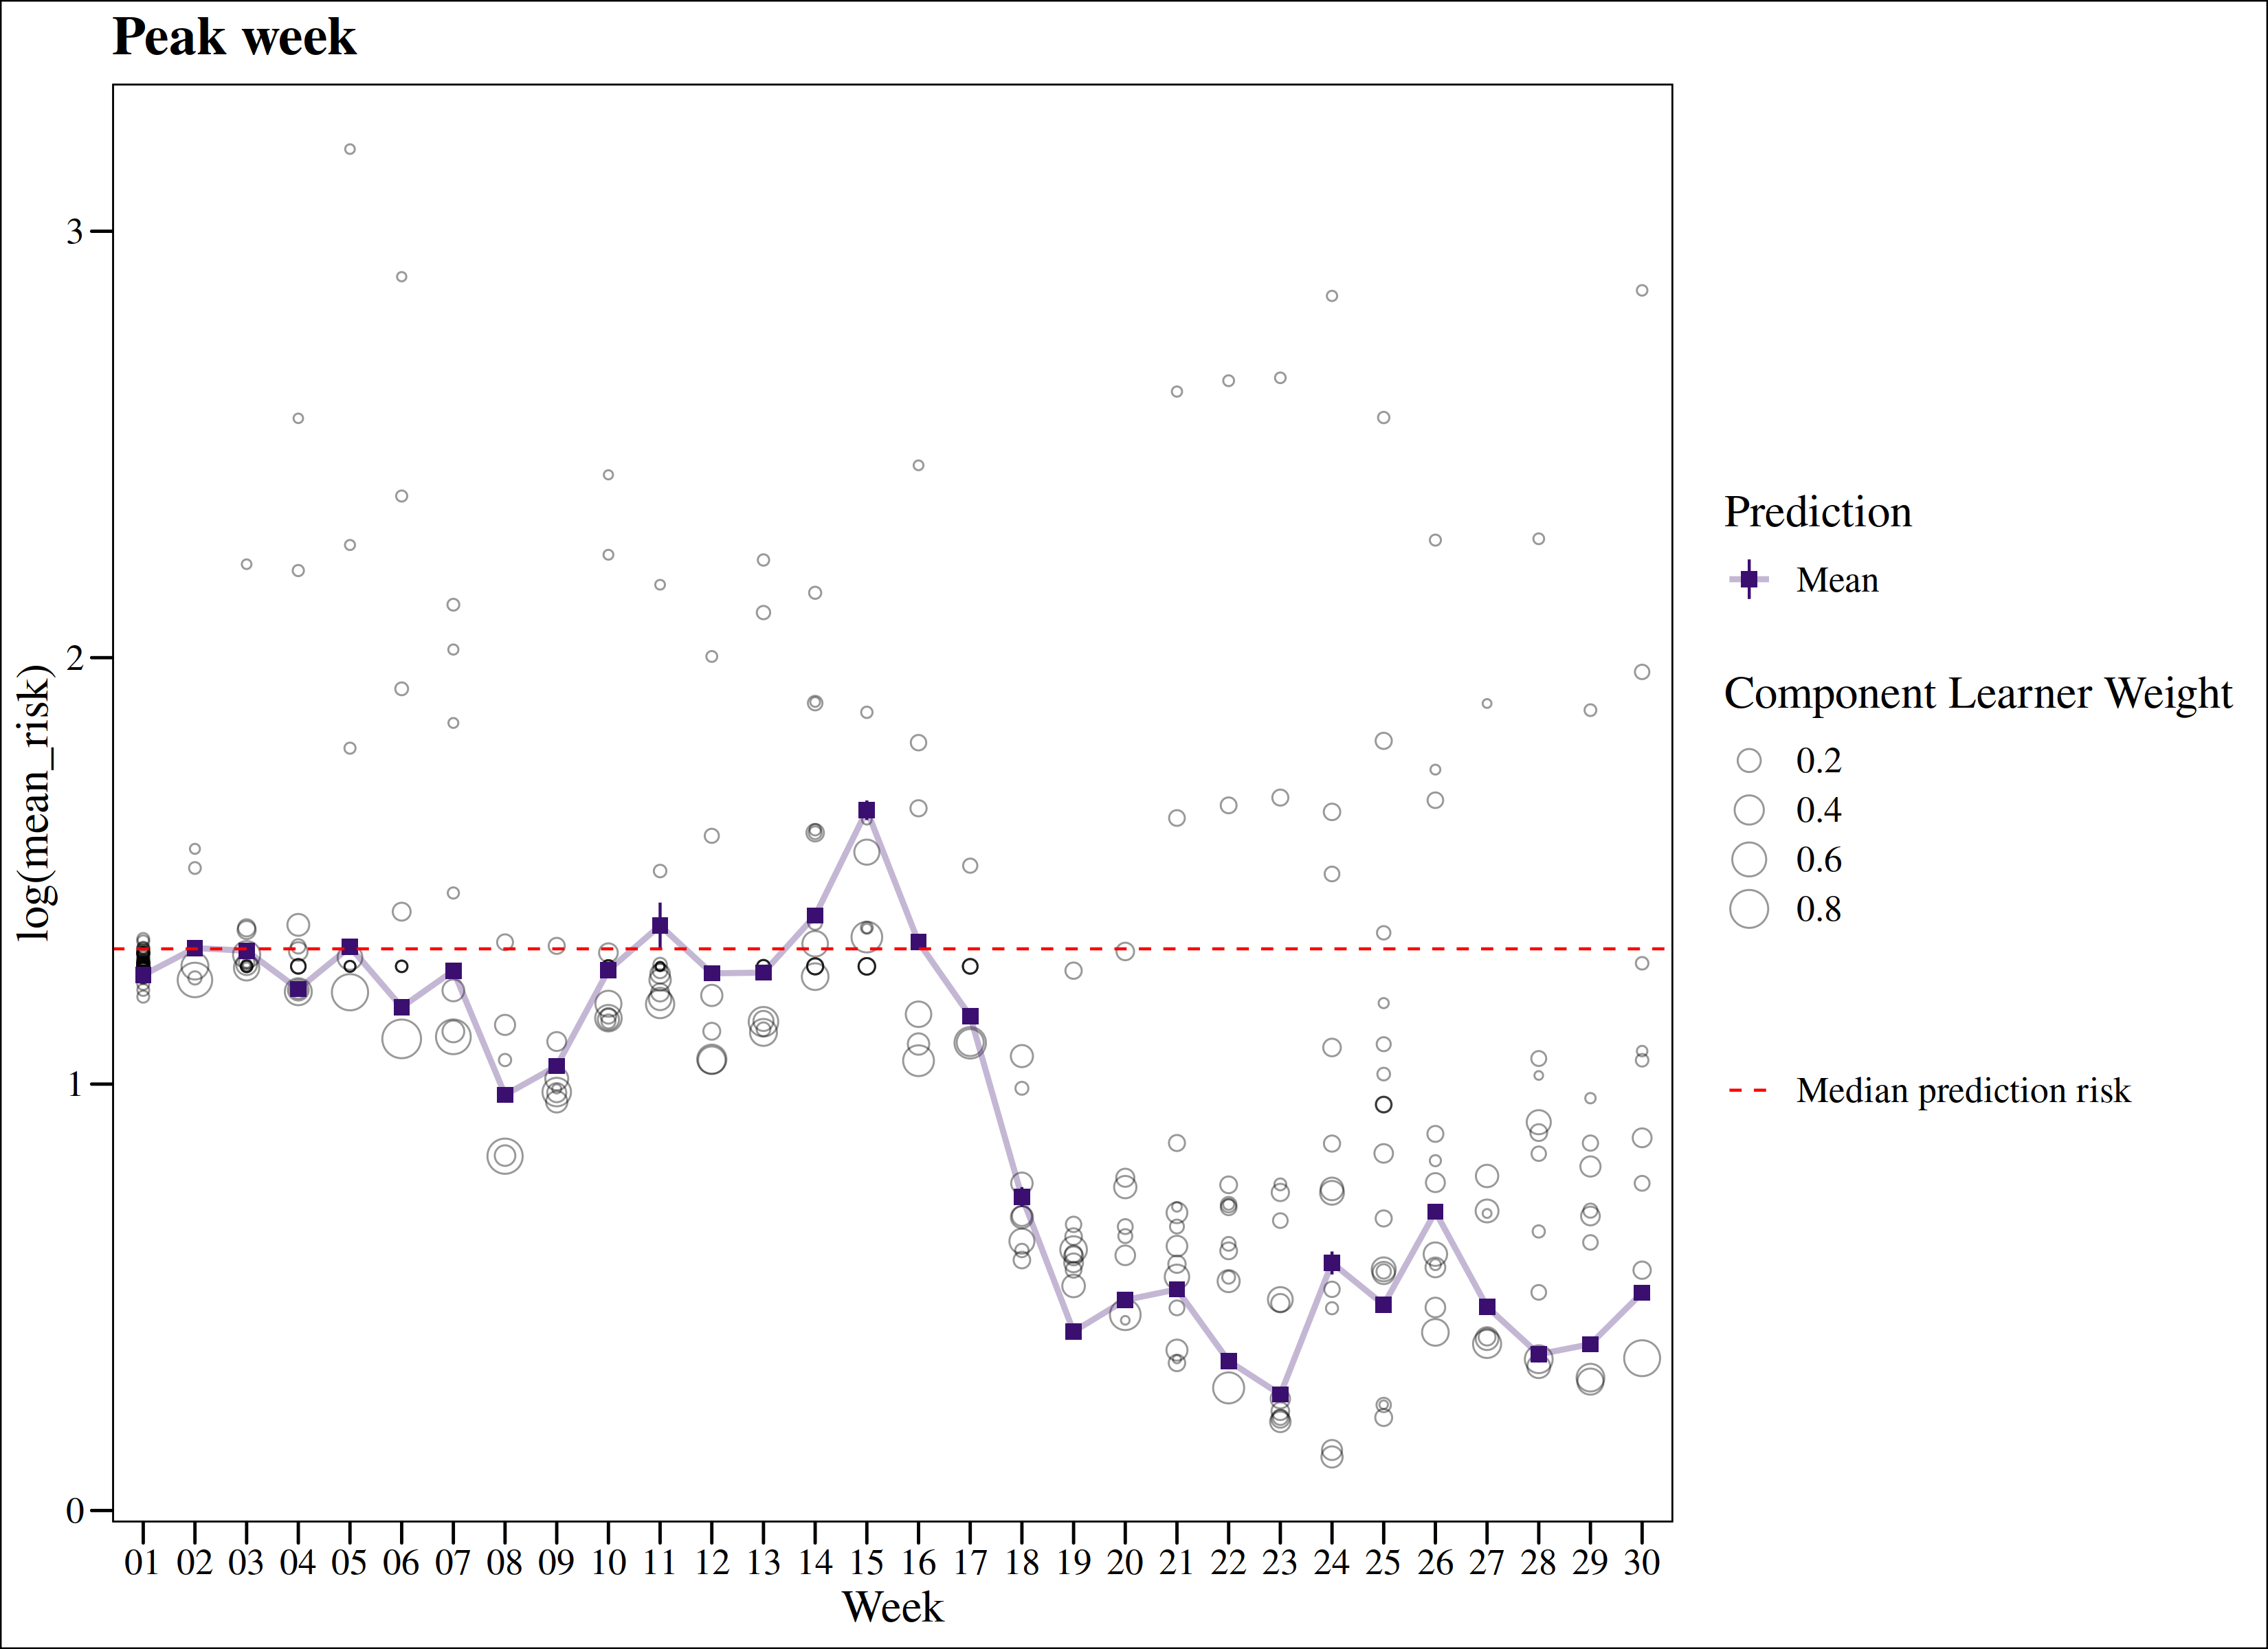 Peak week
log(mean_risk)
3
2
1
0
01 02 03 04 05 06 07 08 09 10 11 12 13 14 15 16 17 18 19 20 21 22 23 24 25 26 27 28 29 30
Week
Prediction
Mean
Component Learner Weight
0.2
0.4
0.6
0.8
Median prediction risk